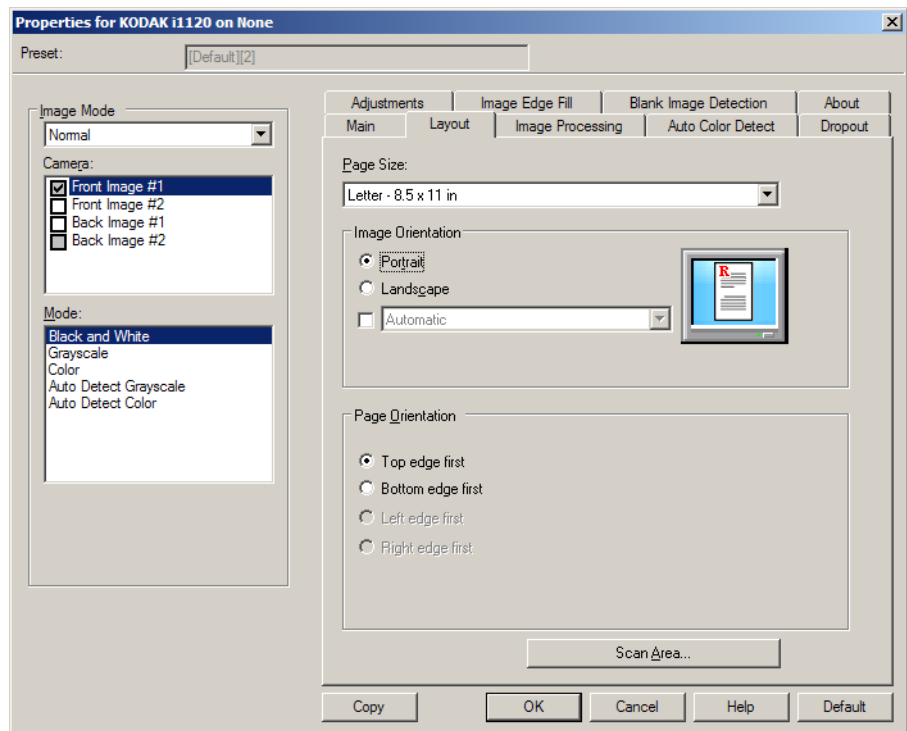 Properties for KODAK i1120 on None
Preset:
[Default][2]
Image Mode
Normal
Camera:
Front Image #1
Front Image #2
Back Image #1
Back Image #2
Mode:
Black and White
Grayscale
Color
Auto Detect Grayscale
Auto Detect Color
Adjustments
Image Edge Fill
Blank Image Detection
About
Main
Layout
Image Processing
Auto Color Detect
Dropout
Page Size:
Letter - 8.5 x 11 in
Image Orientation
Portrait
Landscape
Automatic
R
Page Orientation
Top edge first
Bottom edge first
Left edge first
Right edge first
Scan Area...
Copy
OK
Cancel
Help
Default